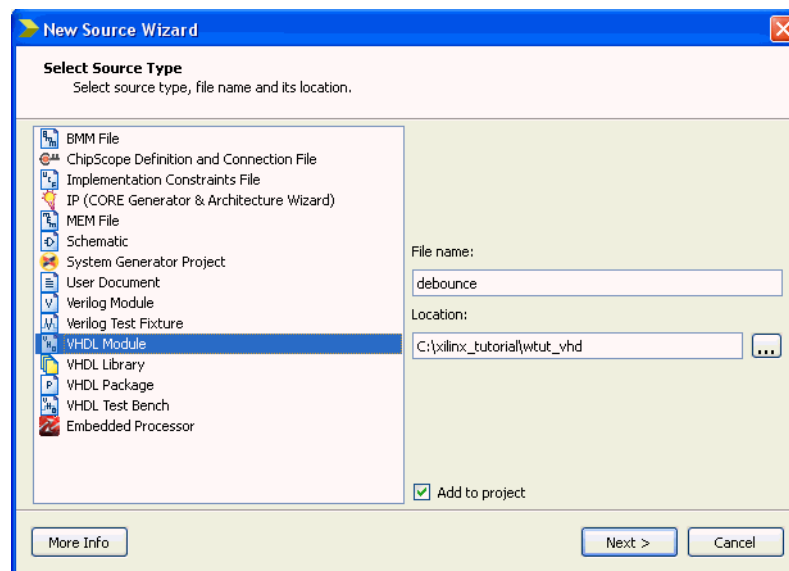 New Source Wizard
Select Source Type
Select source type, file name and its location.
BMM File
ChipScope Definition and Connection File
Implementation Constraints File
IP (CORE Generator & Architecture Wizard)
MEM File
Schematic
System Generator Project
User Document
Verilog Module
Verilog Test Fixture
VHDL Module
VHDL Library
VHDL Package
VHDL Test Bench
Embedded Processor
File name:
debounce
Location:
C:\xilinx_tutorial\wtut_vhd
...
Add to project
More Info
Next >
Cancel